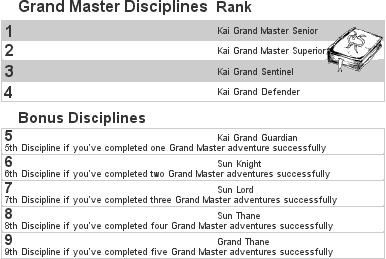 Grand Master Disciplines Rank
1 Kai Grand Master Senior
2 Kai Grand Master Superior
3 Kai Grand Sentinel
4 Kai Grand Defender
Bonus Disciplines
5 Kai Grand Guardian
5th Discipline if you've completed one Grand Master adventure successfully
6 Sun Knight
6th Discipline if you've completed two Grand Master adventures successfully
7 Sun Lord
7th Discipline if you've completed three Grand Master adventures successfully
8 Sun Thane
8th Discipline if you've completed four Grand Master adventures successfully
9 Grand Thane
9th Discipline if you've completed five Grand Master adventures successfully